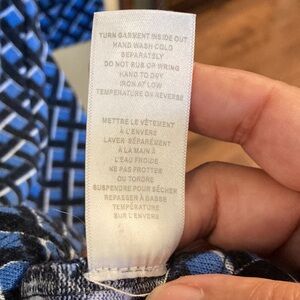 TURN GARMENT INSIDE OUT
HAND WASH COLD
SEPARATELY
DO NOT RUB OR WRING
HANG TO DRY
IRON AT LOW
TEMPERATURE ON REVERSE
METTRE LE VÊTEMENT
À L'ENVERS
LAVER SÉPARÉMENT
À LA MAIN À
L'EAU FROIDE
NE PAS FROTTER
OU TORDRE
SUSPENDRE POUR SÉCHER
REPASSER À BASSE
TEMPÉRATURE
SUR L'ENVERS